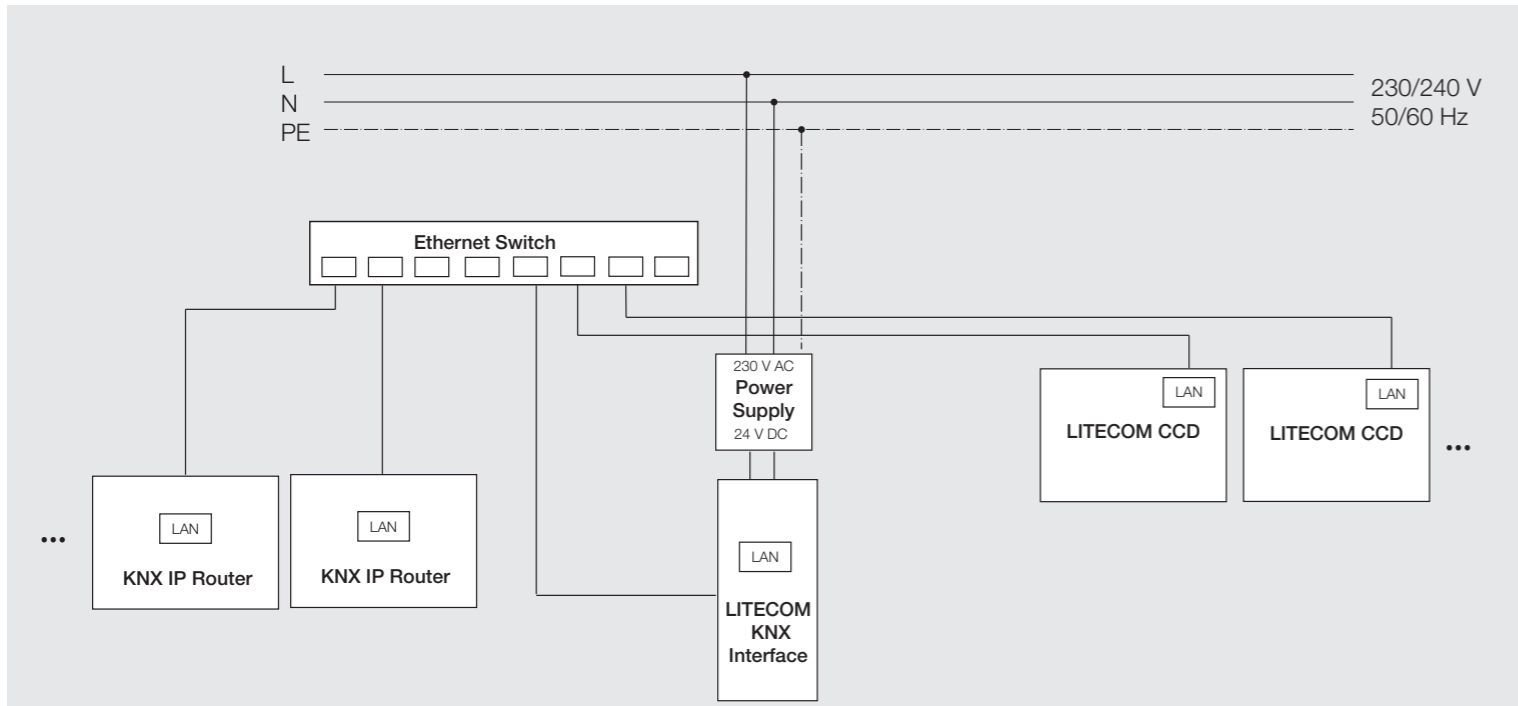 L
N
PE
230/240 V
50/60 Hz
Ethernet Switch
230 V AC
Power
Supply
24 V DC
LAN
LITECOM CCD
LAN
LITECOM CCD
...
...
LAN
KNX IP Router
LAN
KNX IP Router
LAN
LITECOM
KNX
Interface